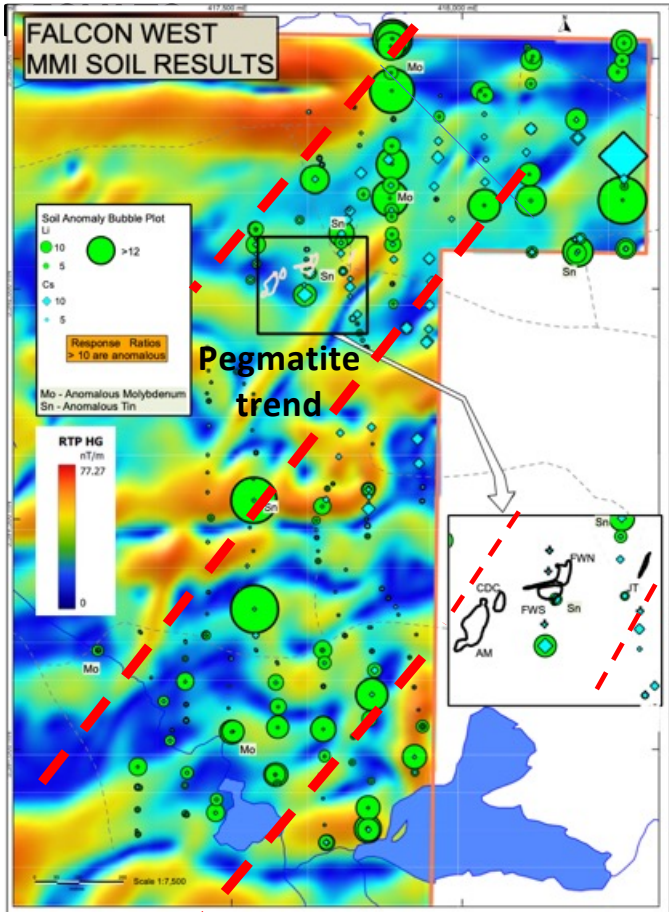 417,500 mE
418,000 mE
FALCON WEST
MMI SOIL RESULTS
N
Mo
Mo
Soil Anomaly Bubble Plot
Li
10
>12
5
Cs
10
5
Response Ratios
> 10 are anomalous
Mo - Anomalous Molybdenum
Sn - Anomalous Tin
Sn
Sn
Sn
Pegmatite
trend
RTP HG
nT/m
77.27
0
Sn
Sn
FWN
CDC
JT
FWS
Sn
AM
Mo
Mo
Scale 1:7,500